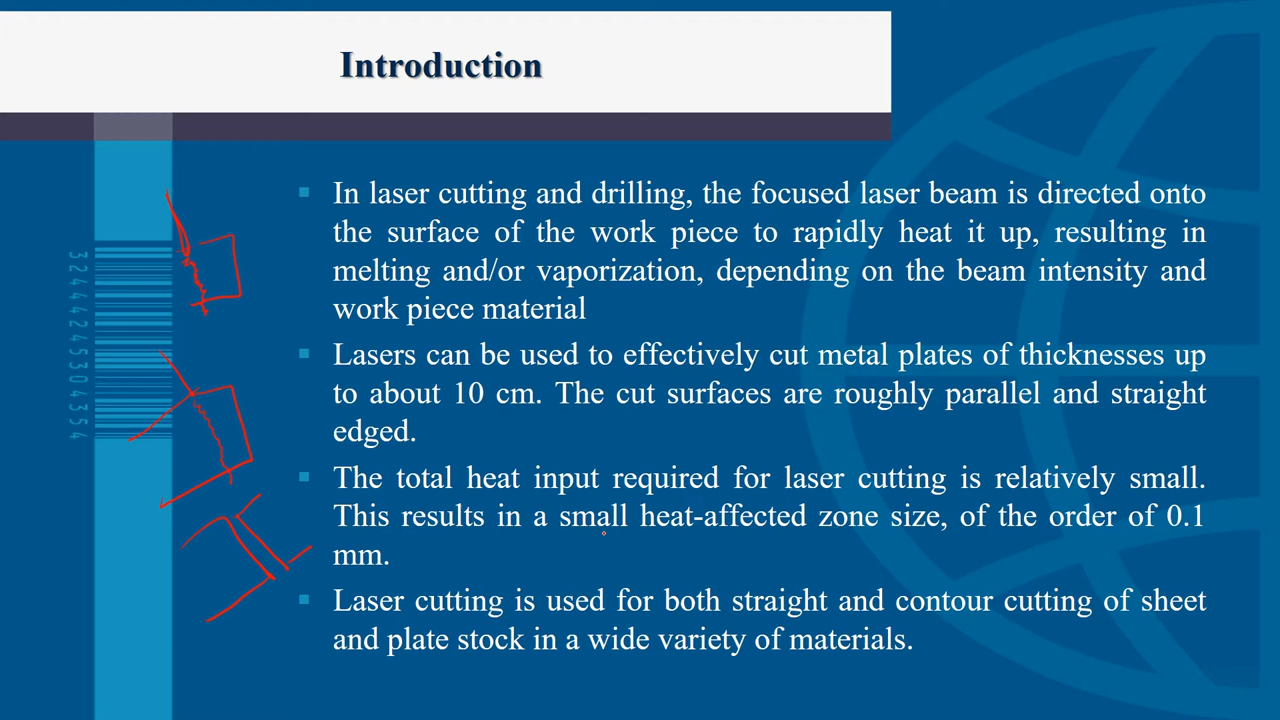 Introduction
In laser cutting and drilling, the focused laser beam is directed onto
the surface of the work piece to rapidly heat it up, resulting in
melting and/or vaporization, depending on the beam intensity and
work piece material
Lasers can be used to effectively cut metal plates of thicknesses up
to about 10 cm. The cut surfaces are roughly parallel and straight
edged.
The total heat input required for laser cutting is relatively small.
This results in a small heat-affected zone size, of the order of 0.1
mm.
Laser cutting is used for both straight and contour cutting of sheet
and plate stock in a wide variety of materials.
32444245304354